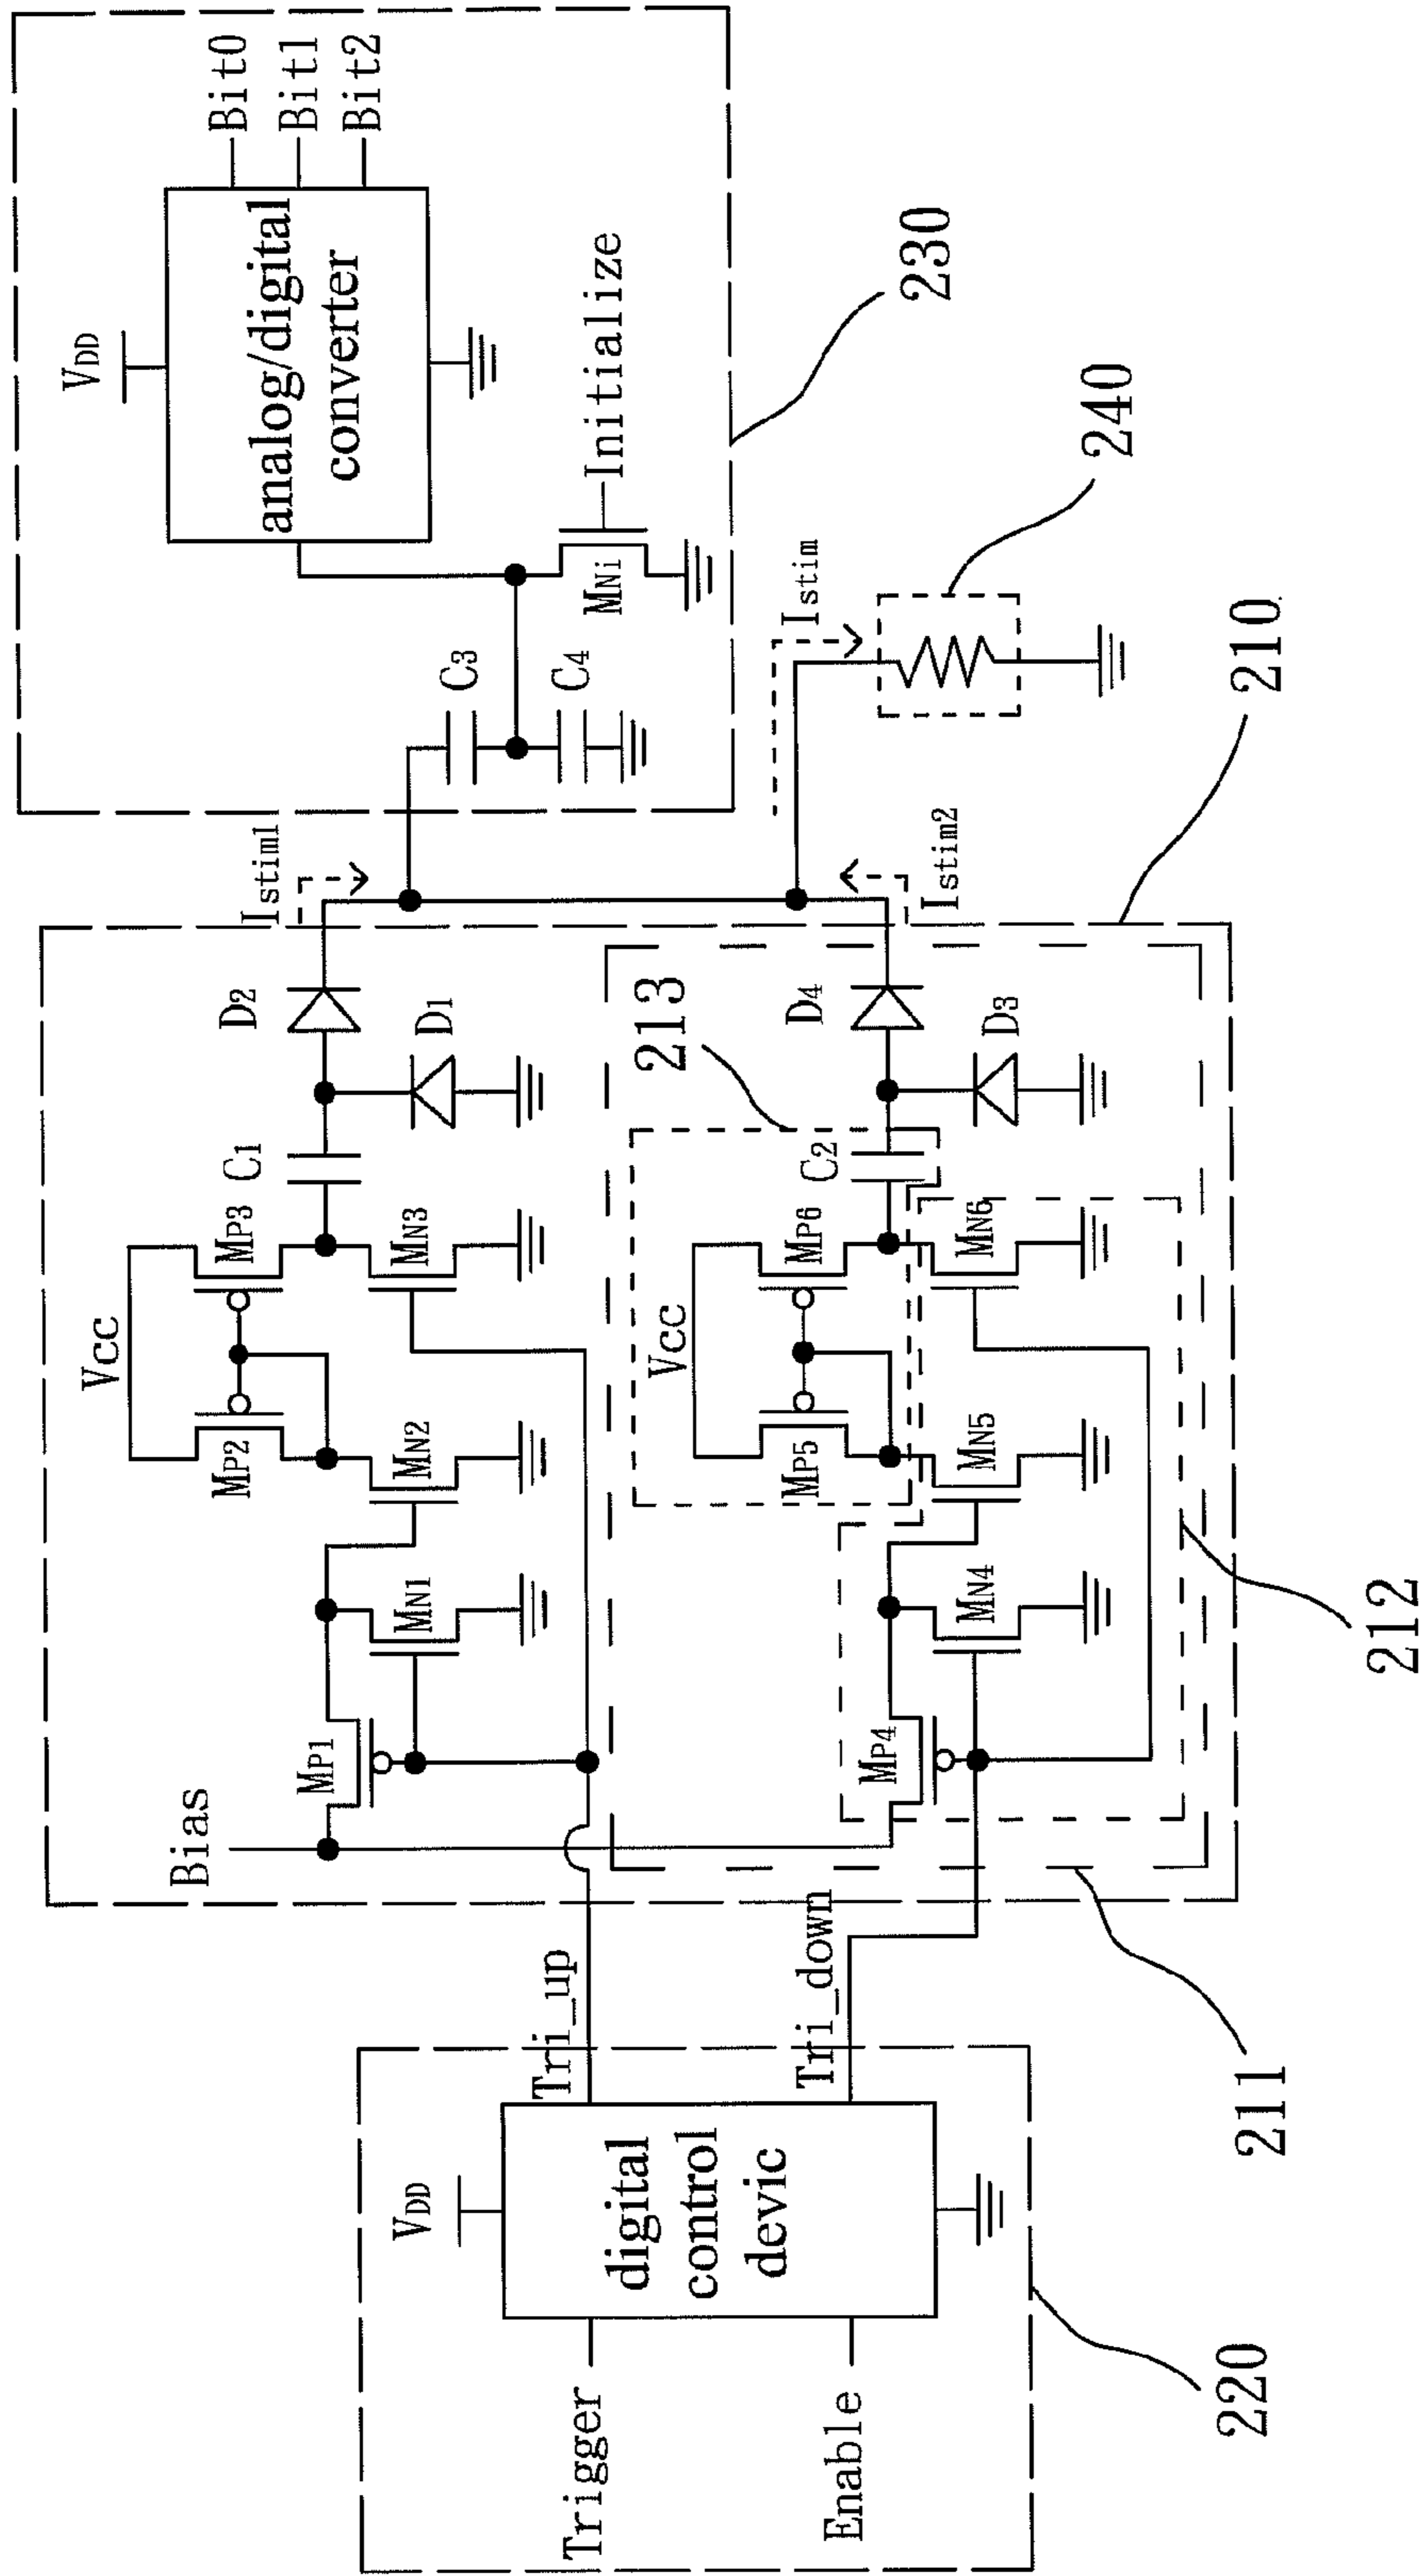 Trigger
Enable
VDD
digital
control
devic
Tri_up
Tri_down
220
Bias
MP1
MN1
MN2
MP2
Vcc
MP3
MN3
C1
D1
D2
Istim1
MP4
MN4
MN5
MP5
Vcc
MP6
MN6
C2
D3
D4
Istim2
213
211
212
210
VDD
analog/digital
converter
Bit0
Bit1
Bit2
C3
C4
MNi
Initialize
230
Istim
240